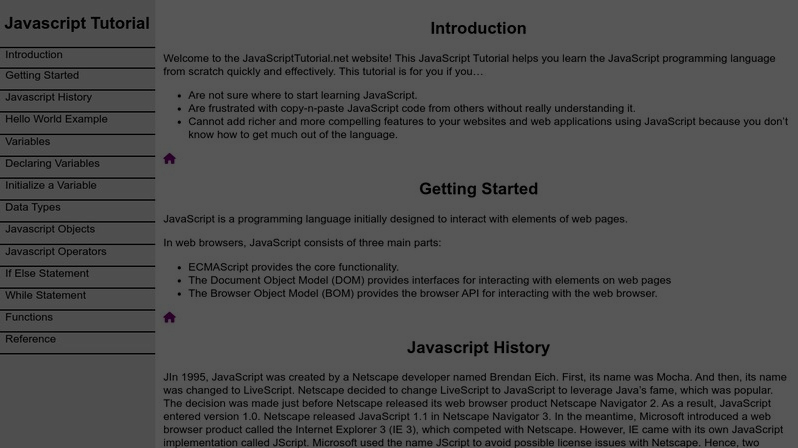 Javascript Tutorial
Introduction
Getting Started
Javascript History
Hello World Example
Variables
Declaring Variables
Initialize a Variable
Data Types
Javascript Objects
Javascript Operators
If Else Statement
While Statement
Functions
Reference
Introduction
Welcome to the JavaScriptTutorial.net website! This JavaScript Tutorial helps you learn the JavaScript programming language
from scratch quickly and effectively. This tutorial is for you if you…
• Are not sure where to start learning JavaScript.
• Are frustrated with copy-n-paste JavaScript code from others without really understanding it.
• Cannot add richer and more compelling features to your websites and web applications using JavaScript because you don’t
know how to get much out of the language.
Getting Started
JavaScript is a programming language initially designed to interact with elements of web pages.
In web browsers, JavaScript consists of three main parts:
• ECMAScript provides the core functionality.
• The Document Object Model (DOM) provides interfaces for interacting with elements on web pages
• The Browser Object Model (BOM) provides the browser API for interacting with the web browser.
Javascript History
JIn 1995, JavaScript was created by a Netscape developer named Brendan Eich. First, its name was Mocha. And then, its name
was changed to LiveScript. Netscape decided to change LiveScript to JavaScript to leverage Java’s fame, which was popular.
The decision was made just before Netscape released its web browser product Netscape Navigator 2. As a result, JavaScript
entered version 1.0. Netscape released JavaScript 1.1 in Netscape Navigator 3. In the meantime, Microsoft introduced a web
browser product called the Internet Explorer 3 (IE 3), which competed with Netscape. However, IE came with its own JavaScript
implementation called JScript. Microsoft used the name JScript to avoid possible license issues with Netscape. Hence, two